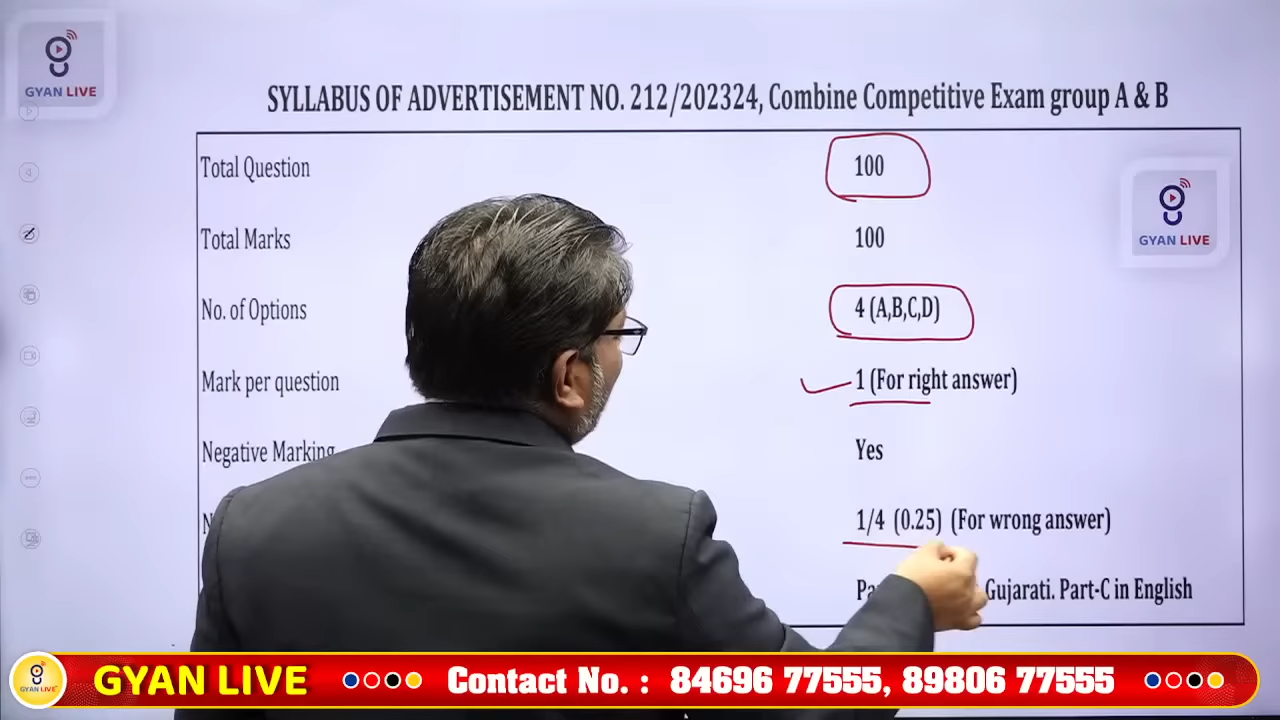 GYAN LIVE
SYLLABUS OF ADVERTISEMENT NO. 212/202324, Combine Competitive Exam group A & B
Total Question 100
Total Marks 100
GYAN LIVE
No. of Options 4 (A,B,C,D)
Mark per question 1 (For right answer)
Negative Marking Yes
1/4 (0.25) (For wrong answer)
Gujarati. Part-C in English
GYAN LIVE
GYAN LIVE Contact No. : 84696 77555, 89806 77555